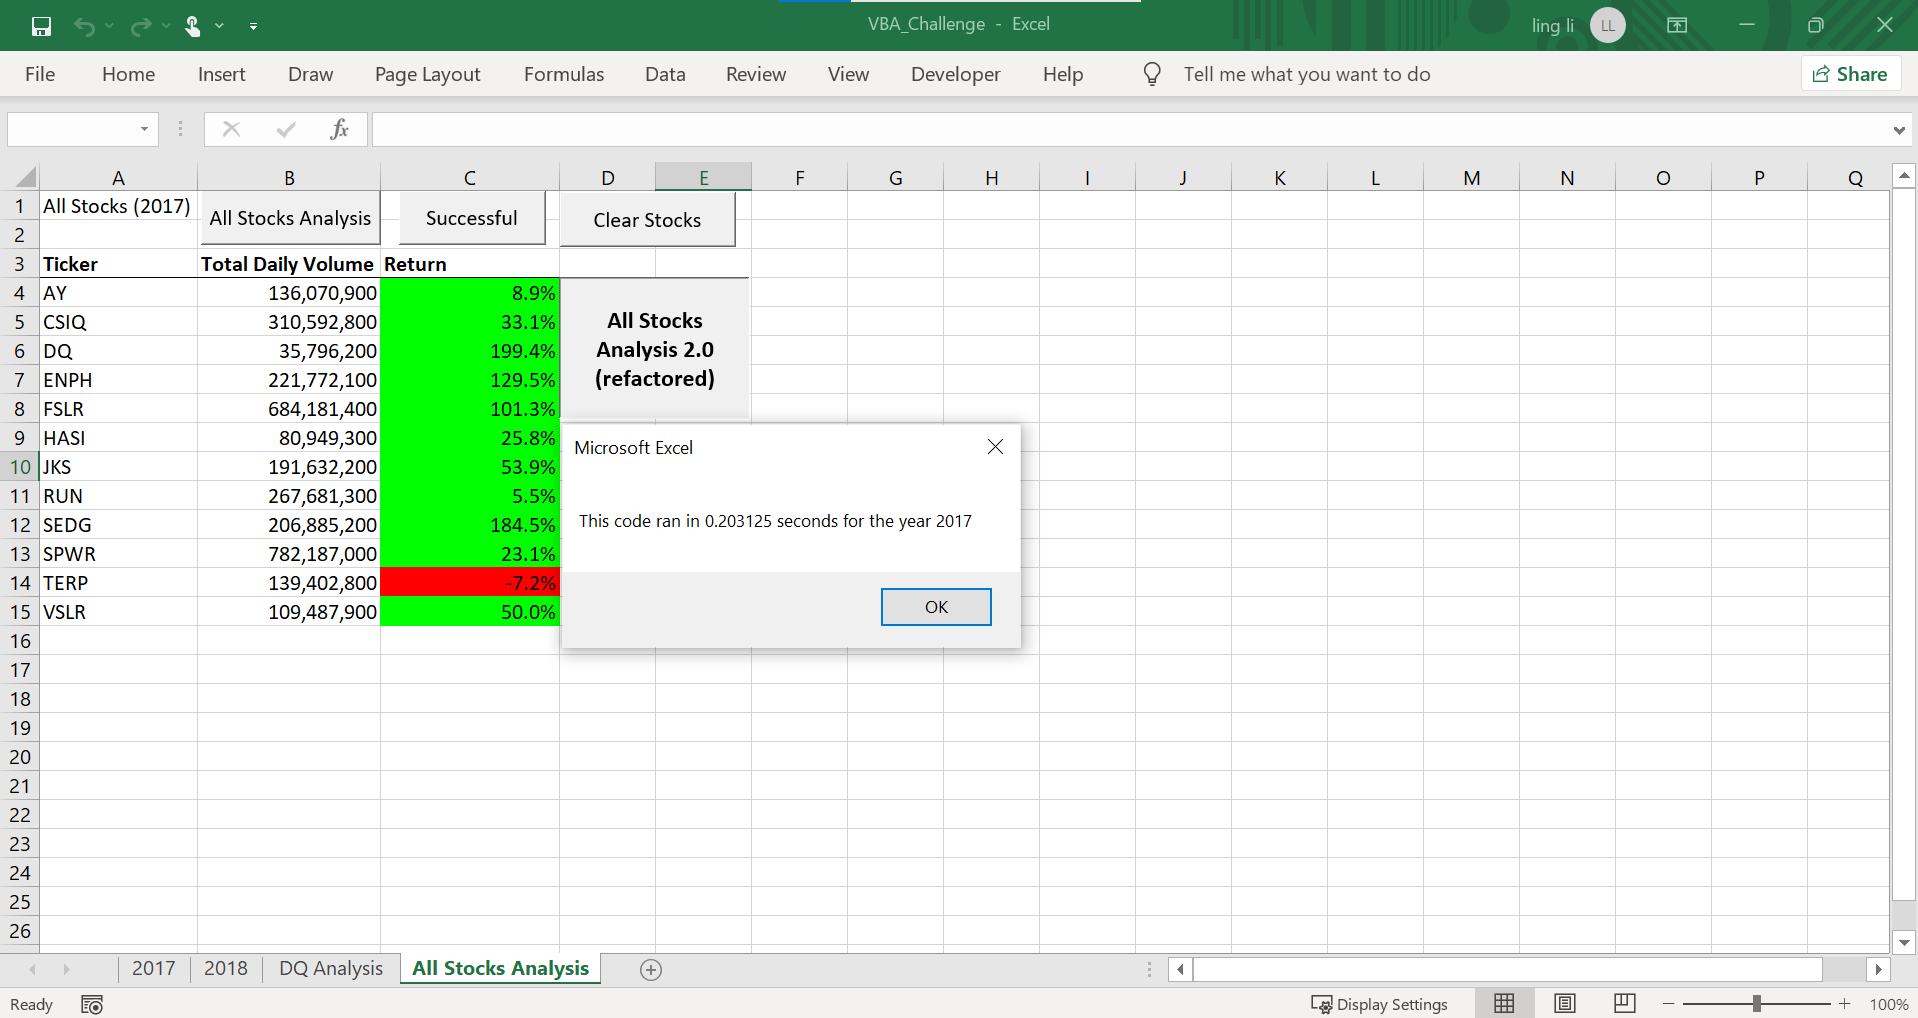 VBA_Challenge - Excel
ling li
LL
File Home Insert Draw Page Layout Formulas Data Review View Developer Help Tell me what you want to do Share
fx
A B C D E F G H I J K L M N O P Q
1 All Stocks (2017)
All Stocks Analysis
Successful
Clear Stocks
2
3 Ticker Total Daily Volume Return
4 AY 136,070,900 8.9%
5 CSIQ 310,592,800 33.1%
6 DQ 35,796,200 199.4%
7 ENPH 221,772,100 129.5%
8 FSLR 684,181,400 101.3%
9 HASI 80,949,300 25.8%
10 JKS 191,632,200 53.9%
11 RUN 267,681,300 5.5%
12 SEDG 206,885,200 184.5%
13 SPWR 782,187,000 23.1%
14 TERP 139,402,800 -7.2%
15 VSLR 109,487,900 50.0%
All Stocks
Analysis 2.0
(refactored)
Microsoft Excel
This code ran in 0.203125 seconds for the year 2017
OK
16
17
18
19
20
21
22
23
24
25
26
2017 2018 DQ Analysis All Stocks Analysis
Ready
Display Settings
100%